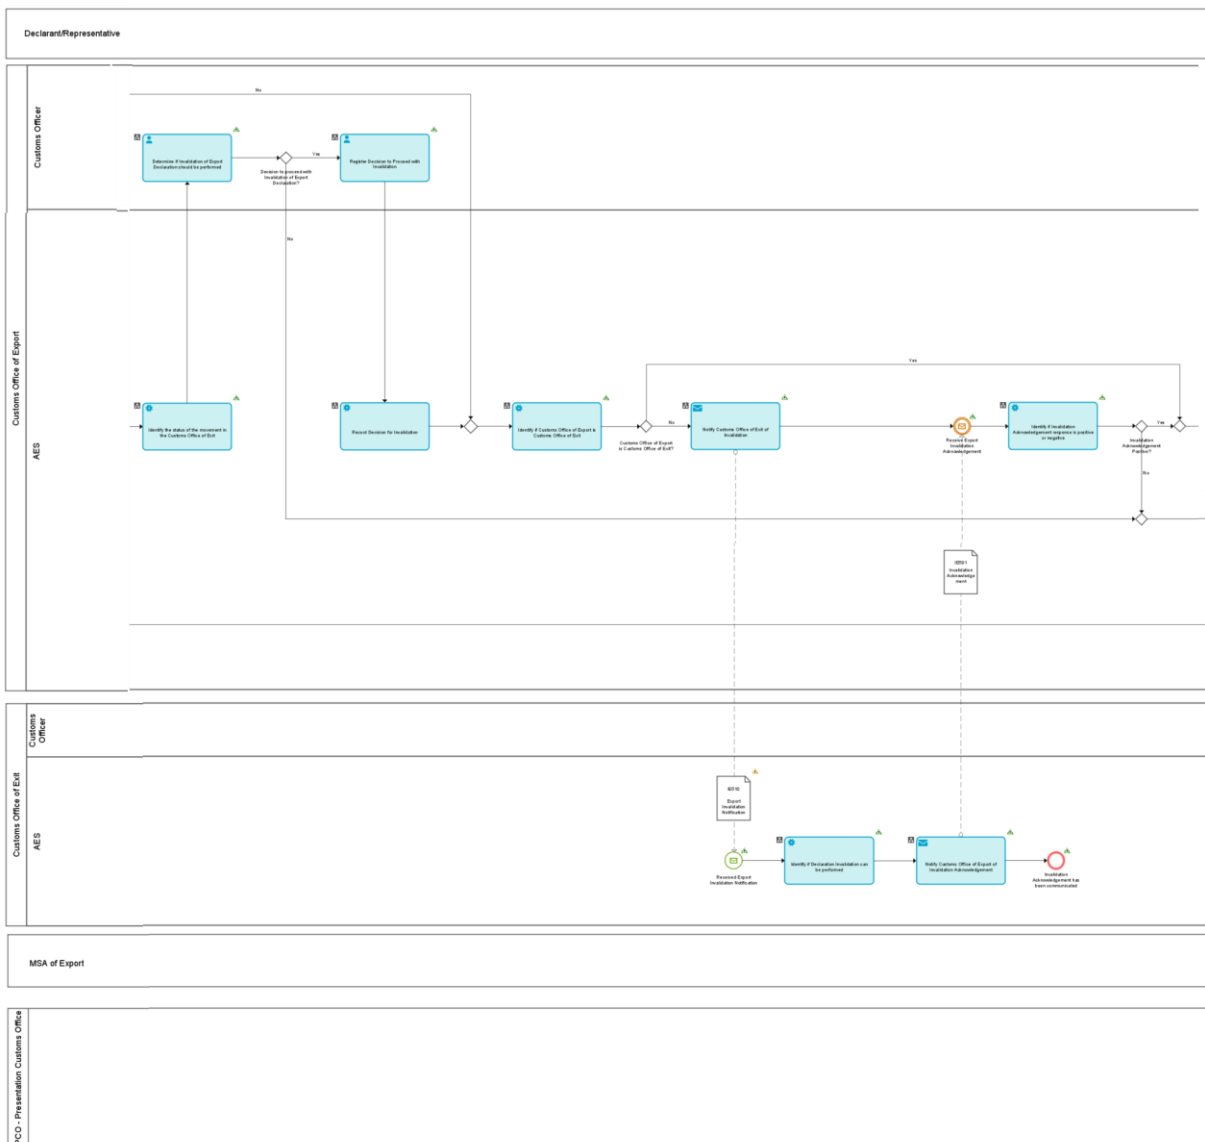 Declarant/Representative
Customs Office of Export
Customs Officer
No
Determine if Invalidation of Export
Declaration should be performed
Decision to proceed with
Invalidation of Export
Declaration?
Yes
Register Decision to Proceed with
Invalidation
No
AES
Identify the status of the movement in
the Customs Office of Exit
Record Decision for Invalidation
Identify if Customs Office of Export is
Customs Office of Exit
Customs Office of Export
is Customs Office of Exit?
Yes
No
Notify Customs Office of Exit of
Invalidation
Receive Export
Invalidation
Acknowledgement
Identify if Invalidation
Acknowledgement response is positive
or negative
Invalidation
Acknowledgement
Positive?
Yes
No
Invalidation
Acknowledge
ment
Customs Office of Exit
Customs
Officer
AES
Export
Invalidation
Notification
Received Export
Invalidation Notification
Identify if Declaration Invalidation can
be performed
Notify Customs Office of Export of
Invalidation Acknowledgement
Invalidation
Acknowledgement has
been communicated
MSA of Export
PCO - Presentation Customs Office